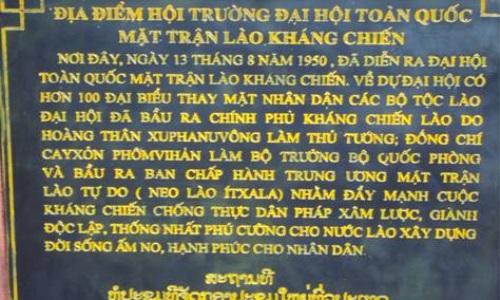 ĐỊA ĐIỂM HỘI TRƯỜNG ĐẠI HỘI TOÀN QUỐC
MẶT TRẬN LÀO KHÁNG CHIẾN
NƠI ĐÂY, NGÀY 13 THÁNG 8 NĂM 1950, ĐÃ DIỄN RA ĐẠI HỘI
TOÀN QUỐC MẶT TRẬN LÀO KHÁNG CHIẾN. VỀ DỰ ĐẠI HỘI CÓ
HƠN 100 ĐẠI BIỂU THAY MẶT NHÂN DÂN CÁC BỘ TỘC LÀO
ĐẠI HỘI ĐÃ BẦU RA CHÍNH PHỦ KHÁNG CHIẾN LÀO DO
HOÀNG THÂN XUPHANUVÔNG LÀM THỦ TƯỚNG; ĐỒNG CHÍ
CAYXỎN PHÔMVIHẢN LÀM BỘ TRƯỞNG BỘ QUỐC PHÒNG
VÀ BẦU RA BAN CHẤP HÀNH TRUNG ƯƠNG MẶT TRẬN
LÀO TỰ DO ( NEO LÀO ÍTXALA) NHẰM ĐẨY MẠNH CUỘC
KHÁNG CHIẾN CHỐNG THỰC DÂN PHÁP XÂM LƯỢC, GIÀNH
ĐỘC LẬP, THỐNG NHẤT PHÚ CƯỜNG CHO NƯỚC LÀO XÂY DỰNG
ĐỜI SỐNG ẤM NO, HẠNH PHÚC CHO NHÂN DÂN.
ສະຖານທີ່